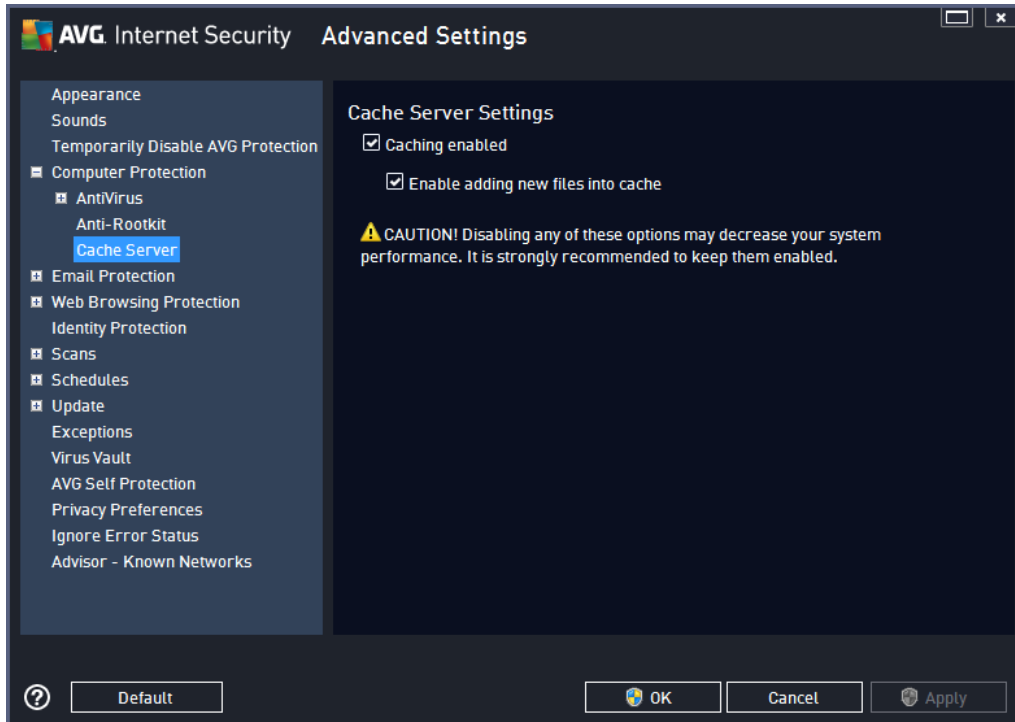 AVG. Internet Security Advanced Settings
Appearance
Sounds
Temporarily Disable AVG Protection
Computer Protection
AntiVirus
Anti-Rootkit
Cache Server
Email Protection
Web Browsing Protection
Identity Protection
Scans
Schedules
Update
Exceptions
Virus Vault
AVG Self Protection
Privacy Preferences
Ignore Error Status
Advisor - Known Networks
Cache Server Settings
Caching enabled
Enable adding new files into cache
CAUTION! Disabling any of these options may decrease your system
performance. It is strongly recommended to keep them enabled.
Default
OK
Cancel
Apply